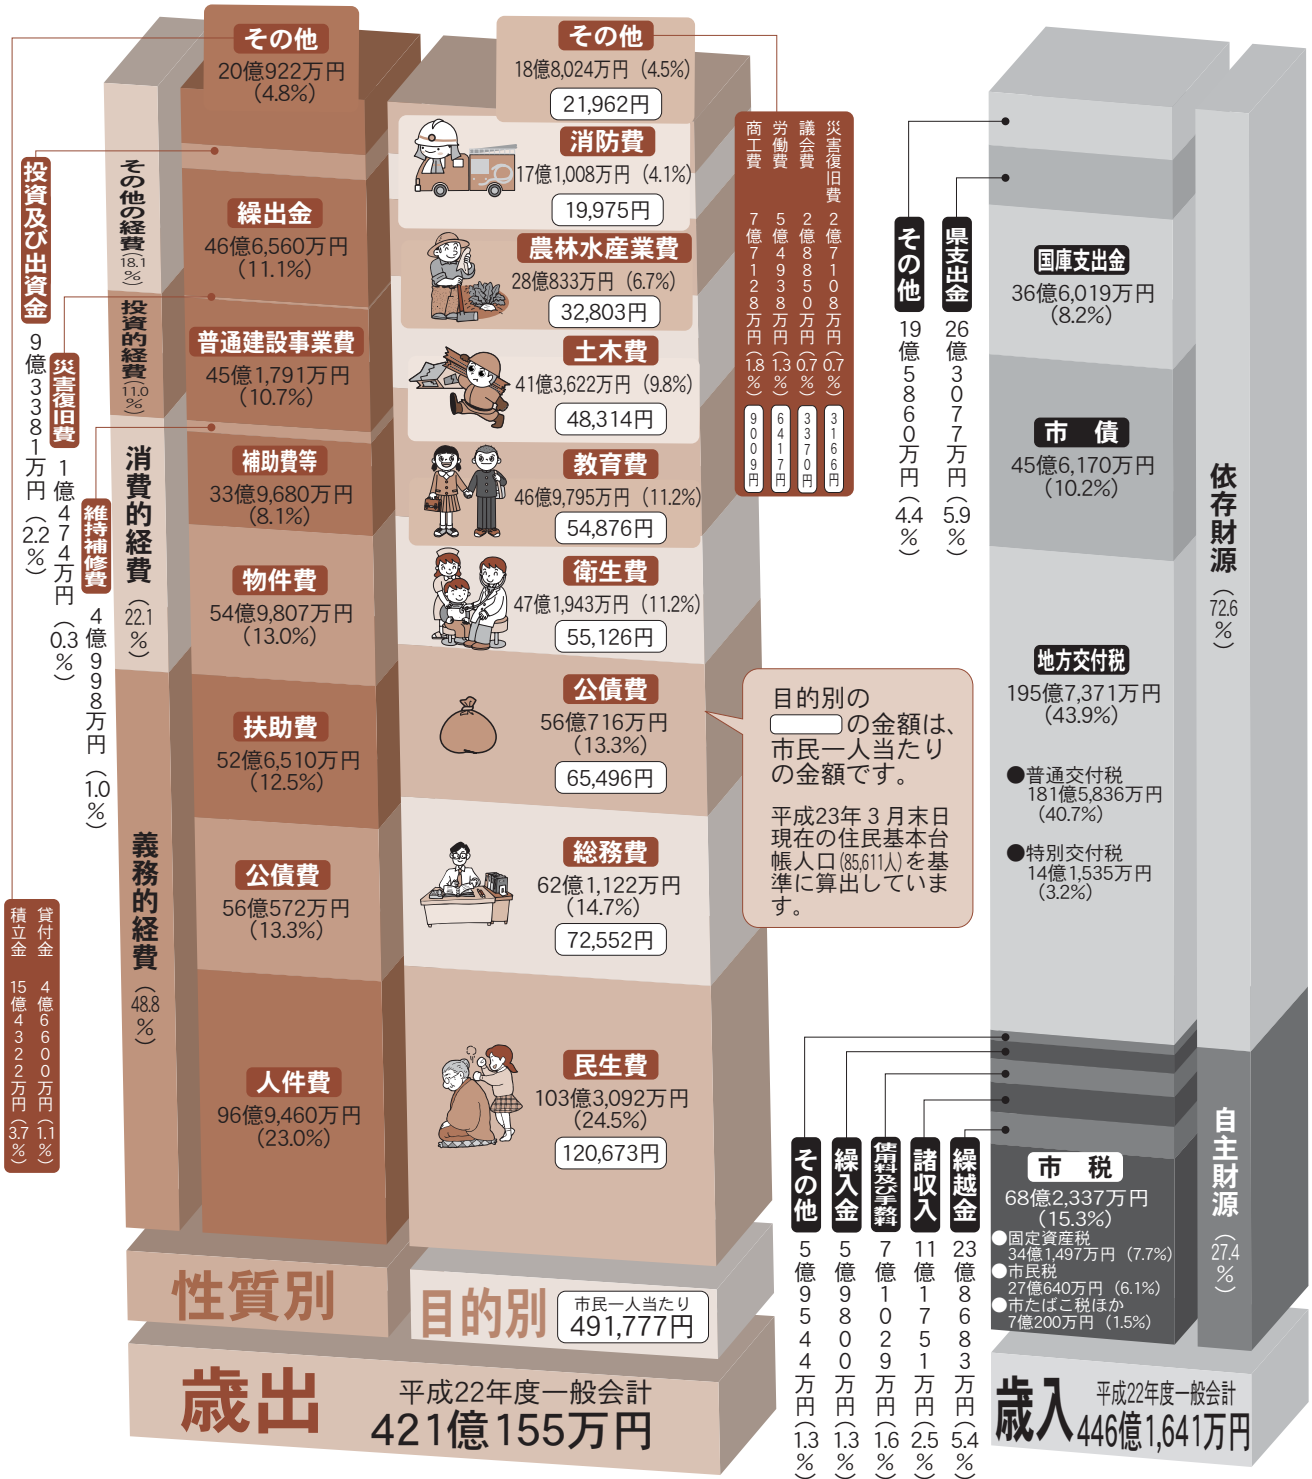 その他
20億922万円
(4.8%)
繰出金
46億6,560万円
(11.1%)
普通建設事業費
45億1,791万円
(10.7%)
補助費等
33億9,680万円
(8.1%)
物件費
54億9,807万円
(13.0%)
扶助費
52億6,510万円
(12.5%)
公債費
56億572万円
(13.3%)
人件費
96億9,460万円
(23.0%)
その他の経費(18.1%)
投資的経費(11.0%)
消費的経費(22.1%)
義務的経費(48.8%)
投資及び出資金 9億3381万円(2.2%)
災害復旧費 1億474万円(0.3%)
維持補修費 4億998万円(1.0%)
貸付金 4億6600万円(1.1%)
積立金 15億4322万円(3.7%)
その他
18億8,024万円(4.5%)
21,962円
消防費
17億1,008万円(4.1%)
19,975円
農林水産業費
28億833万円(6.7%)
32,803円
土木費
41億3,622万円(9.8%)
48,314円
教育費
46億9,795万円(11.2%)
54,876円
衛生費
47億1,943万円(11.2%)
55,126円
公債費
56億716万円
(13.3%)
65,496円
総務費
62億1,122万円
(14.7%)
72,552円
民生費
103億3,092万円
(24.5%)
120,673円
災害復旧費 2億7108万円(0.7%) 3166円
議会費 2億8850万円(0.7%) 3370円
労働費 5億4938万円(1.3%) 6417円
商工費 7億7128万円(1.8%) 9009円
目的別の
の金額は、
市民一人当たり
の金額です。
平成23年3月末日
現在の住民基本台
帳人口(85,611人)を基
準に算出していま
す。
性質別
目的別
市民一人当たり
491,777円
歳出
平成22年度一般会計
421億155万円
県支出金 26億3077万円(5.9%)
その他 19億5860万円(4.4%)
国庫支出金
36億6,019万円
(8.2%)
市債
45億6,170万円
(10.2%)
地方交付税
195億7,371万円
(43.9%)
●普通交付税
181億5,836万円
(40.7%)
●特別交付税
14億1,535万円
(3.2%)
依存財源(72.6%)
自主財源(27.4%)
繰越金 23億8683万円(5.4%)
諸収入 11億1751万円(2.5%)
使用料及び手数料 7億1029万円(1.6%)
繰入金 5億9800万円(1.3%)
その他 5億9544万円(1.3%)
市税
68億2,337万円
(15.3%)
●固定資産税
34億1,497万円(7.7%)
●市民税
27億640万円(6.1%)
●市たばこ税ほか
7億200万円(1.5%)
歳入
平成22年度一般会計
446億1,641万円